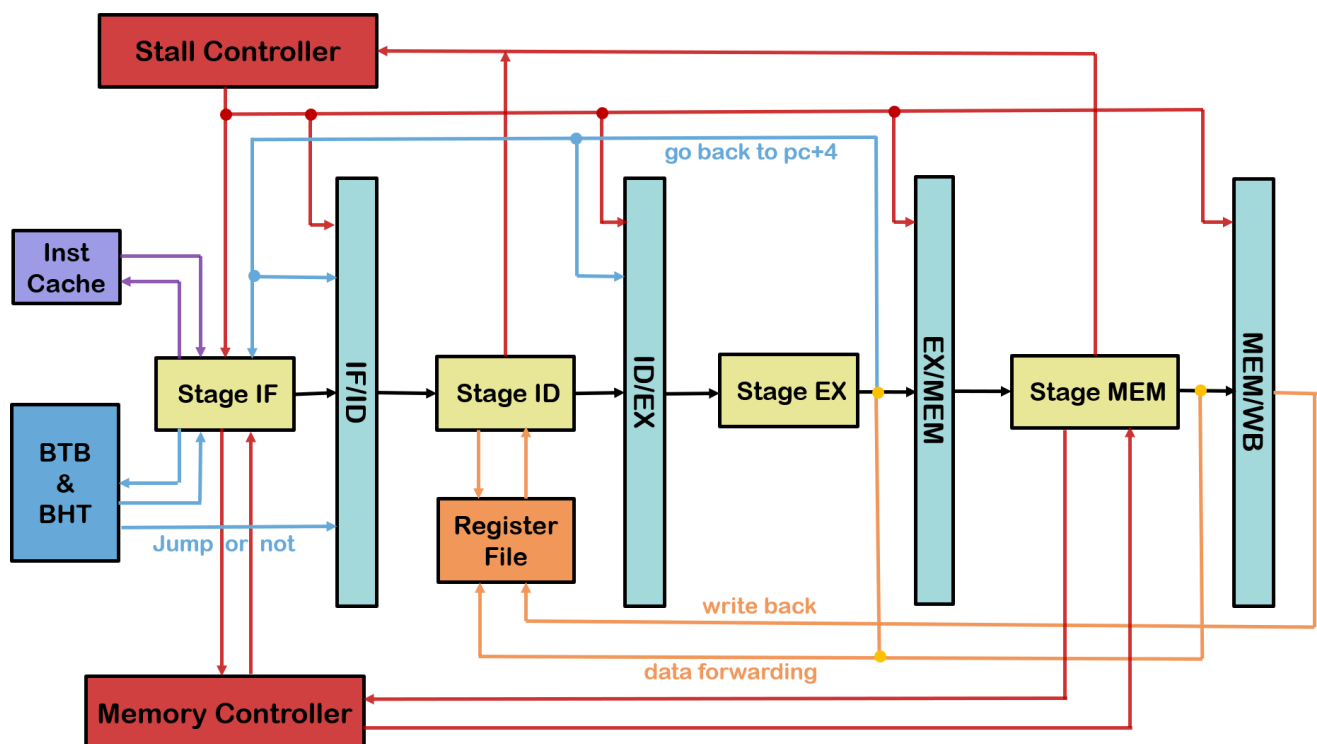 Stall Controller
go back to pc+4
Inst
Cache
Stage IF
IF/ID
Stage ID
ID/EX
Stage EX
EX/MEM
Stage MEM
MEM/WB
BTB
&
BHT
Jump or not
Register
File
write back
data forwarding
Memory Controller